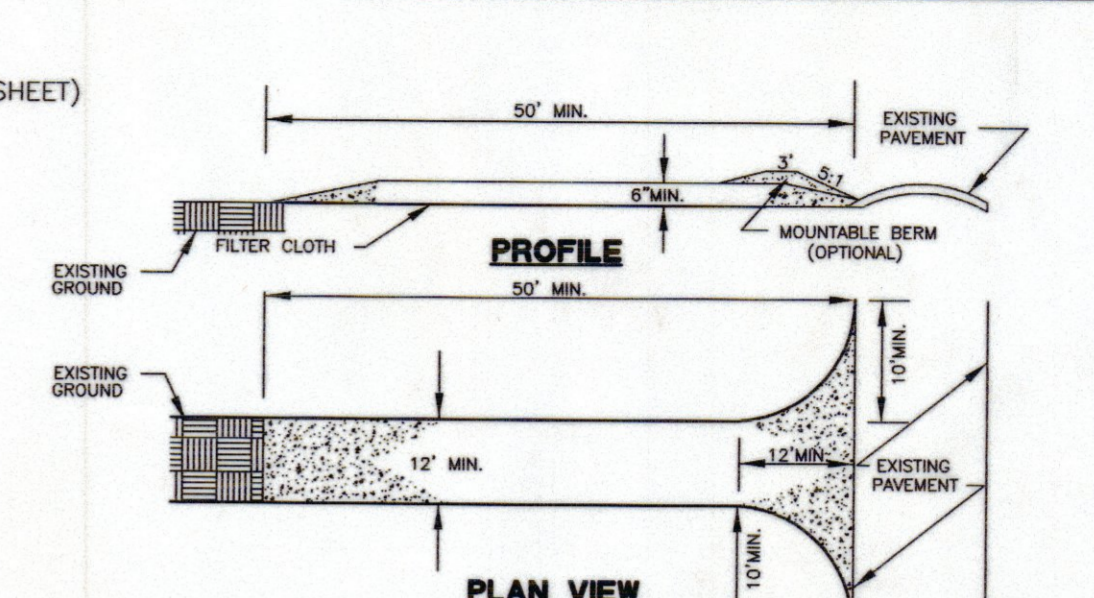 SHEET)
50' MIN.
EXISTING
PAVEMENT
3'
5:1
6"MIN.
FILTER CLOTH
MOUNTABLE BERM
(OPTIONAL)
PROFILE
EXISTING
GROUND
50' MIN.
10'MIN.
EXISTING
GROUND
12' MIN.
12'MIN
EXISTING
PAVEMENT
10'MIN.
PLAN VIEW